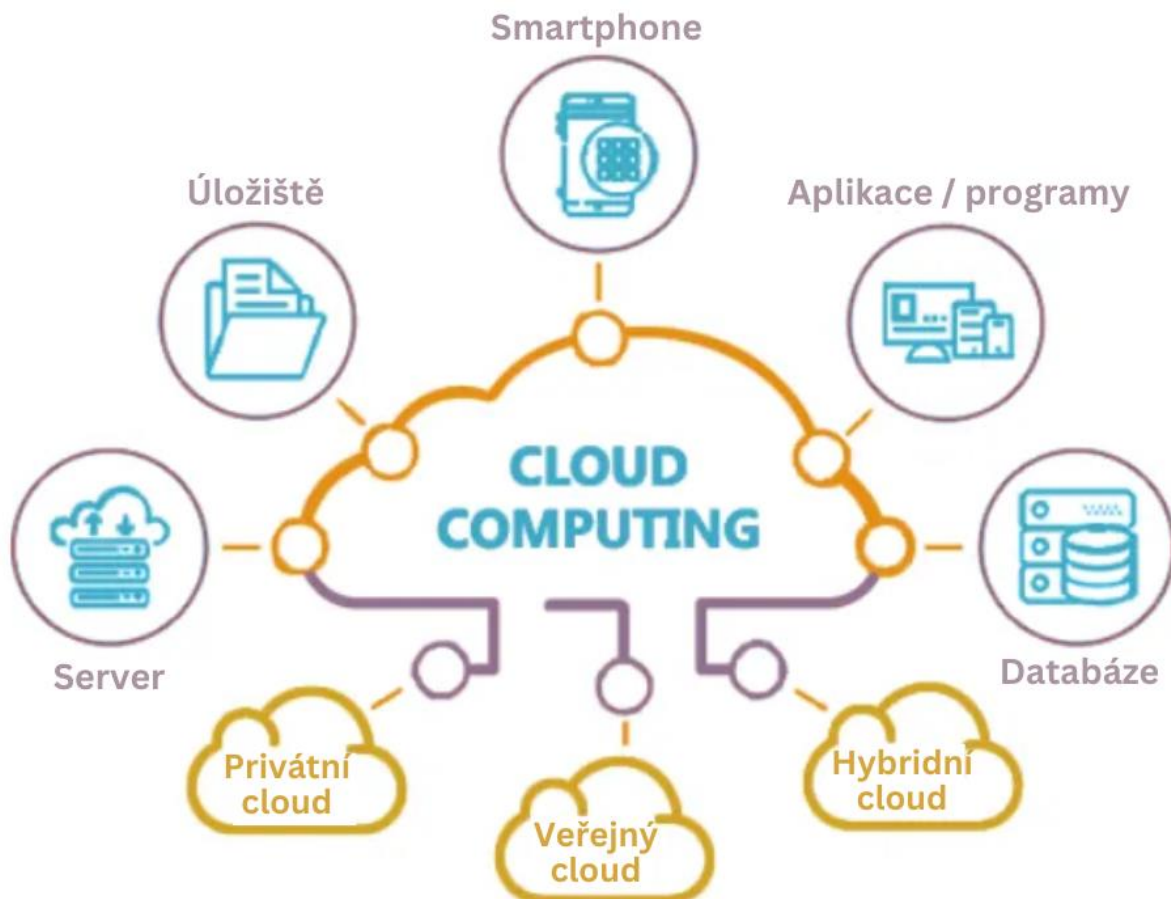 Smartphone
Úložiště
Aplikace / programy
CLOUD
COMPUTING
Server
Databáze
Privátní
cloud
Veřejný
cloud
Hybridní
cloud